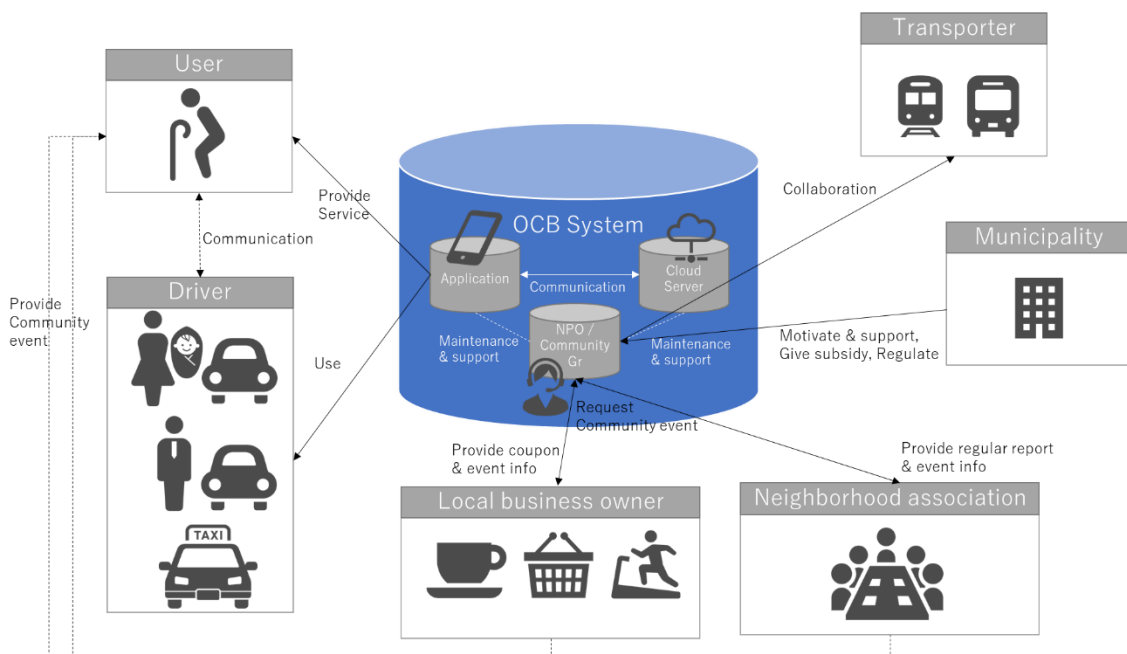 Transporter
User
Collaboration
Provide
Service
OCB System
Municipality
Communication
Application
Cloud
Server
Communication
Driver
Provide
Community
event
NPO /
Community
Gr
Maintenance
& support
Maintenance
& support
Motivate & support,
Give subsidy, Regulate
Use
Request
Community event
Provide coupon
& event info
Provide regular report
& event info
Local business owner
Neighborhood association
TAXI